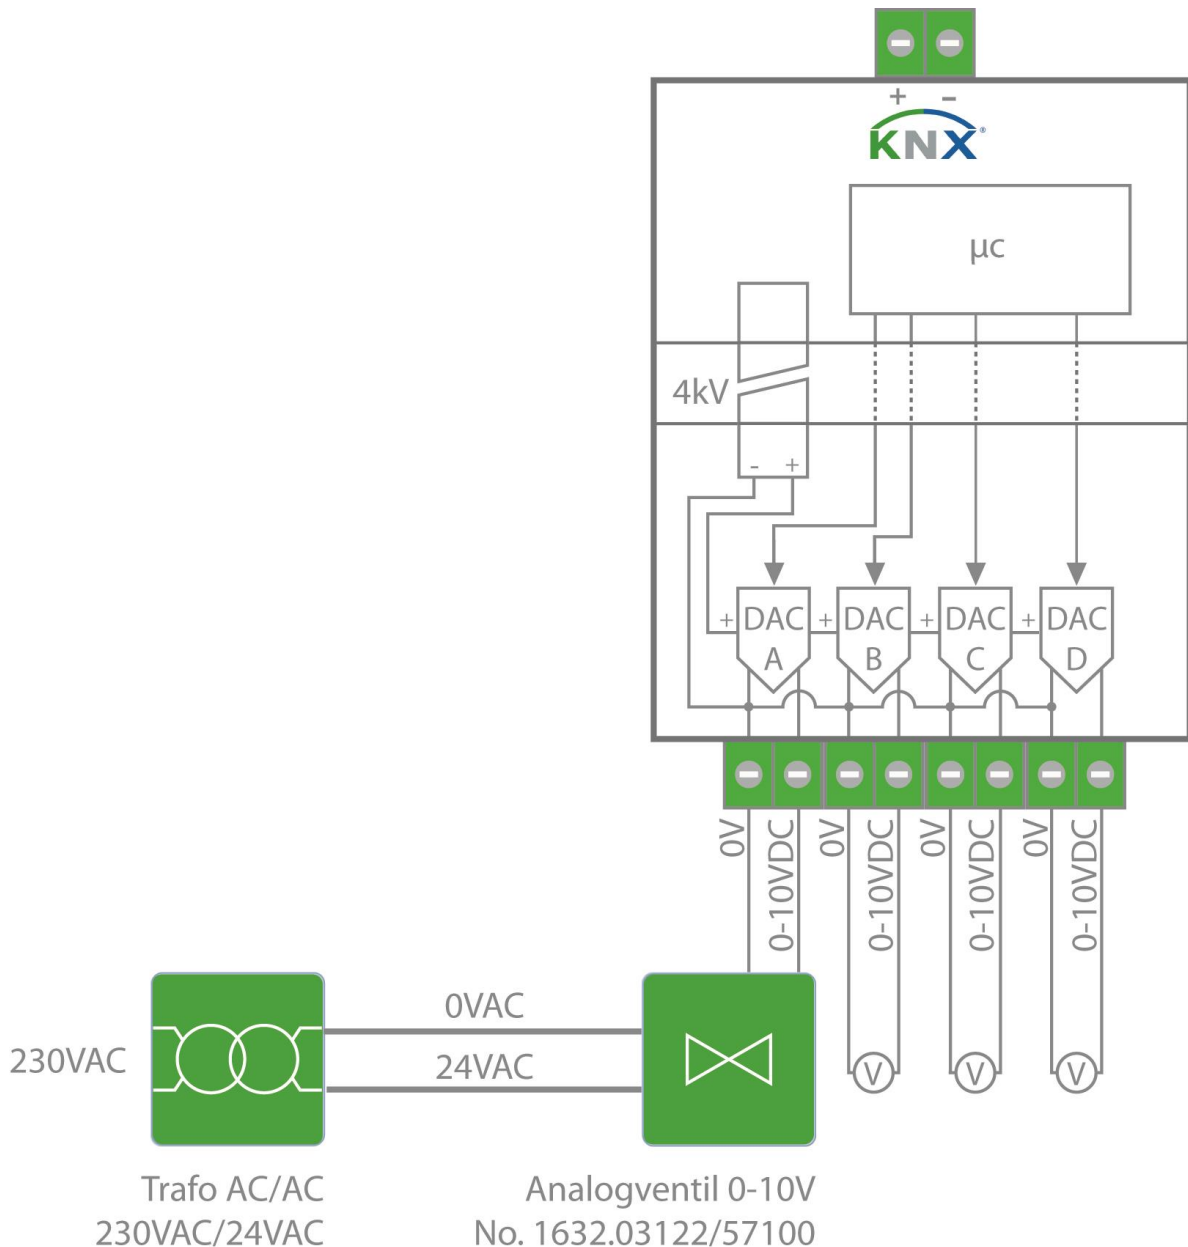 + −
KNX®
µc
4kV
- +
+ DAC A + DAC B + DAC C + DAC D
0V 0-10VDC 0V 0-10VDC 0V 0-10VDC 0V 0-10VDC
0VAC
230VAC
24VAC
V V V
Trafo AC/AC
230VAC/24VAC
Analogventil 0-10V
No. 1632.03122/57100